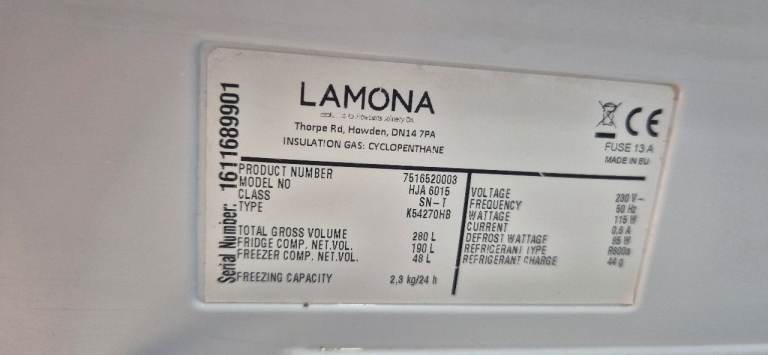 LAMONA
Thorpe Rd, Howden, DN14 7PA
INSULATION GAS: CYCLOPENTHANE
CE
FUSE 13 A
MADE IN EU
Serial Number: 1611689901
PRODUCT NUMBER 7516520003
MODEL NO HJA 6015
CLASS SN-T
TYPE K54270HB
TOTAL GROSS VOLUME 280 L
FRIDGE COMP. NET.VOL. 190 L
FREEZER COMP. NET.VOL. 48 L
FREEZING CAPACITY 2,3 kg/24 h
VOLTAGE 230 V~
FREQUENCY 50 Hz
WATTAGE 115 W
CURRENT 0,6 A
DEFROST WATTAGE
REFRIGERANT TYPE R600a
REFRIGERANT CHARGE 44 g